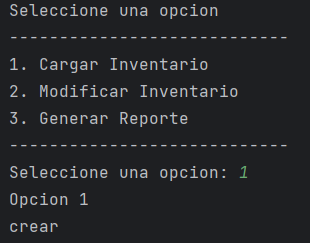 Seleccione una opcion
----------------------------
1. Cargar Inventario
2. Modificar Inventario
3. Generar Reporte
----------------------------
Seleccione una opcion: 1
Opcion 1
crear